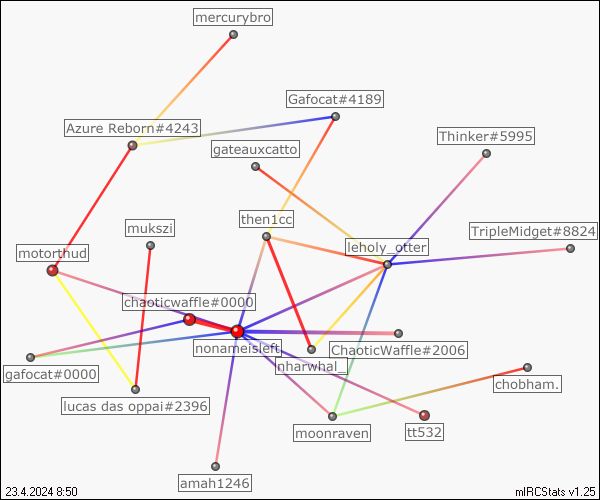 mercurybro
Gafocat#4189
Azure Reborn#4243
Thinker#5995
gateauxcatto
then1cc
mukszi
TripleMidget#8824
leholy_otter
motorthud
chaoticwaffle#0000
nonameisleft
ChaoticWaffle#2006
nharwhal_
gafocat#0000
chobham.
lucas das oppai#2396
moonraven
tt532
amah1246
23.4.2024 8:50
mIRCStats v1.25